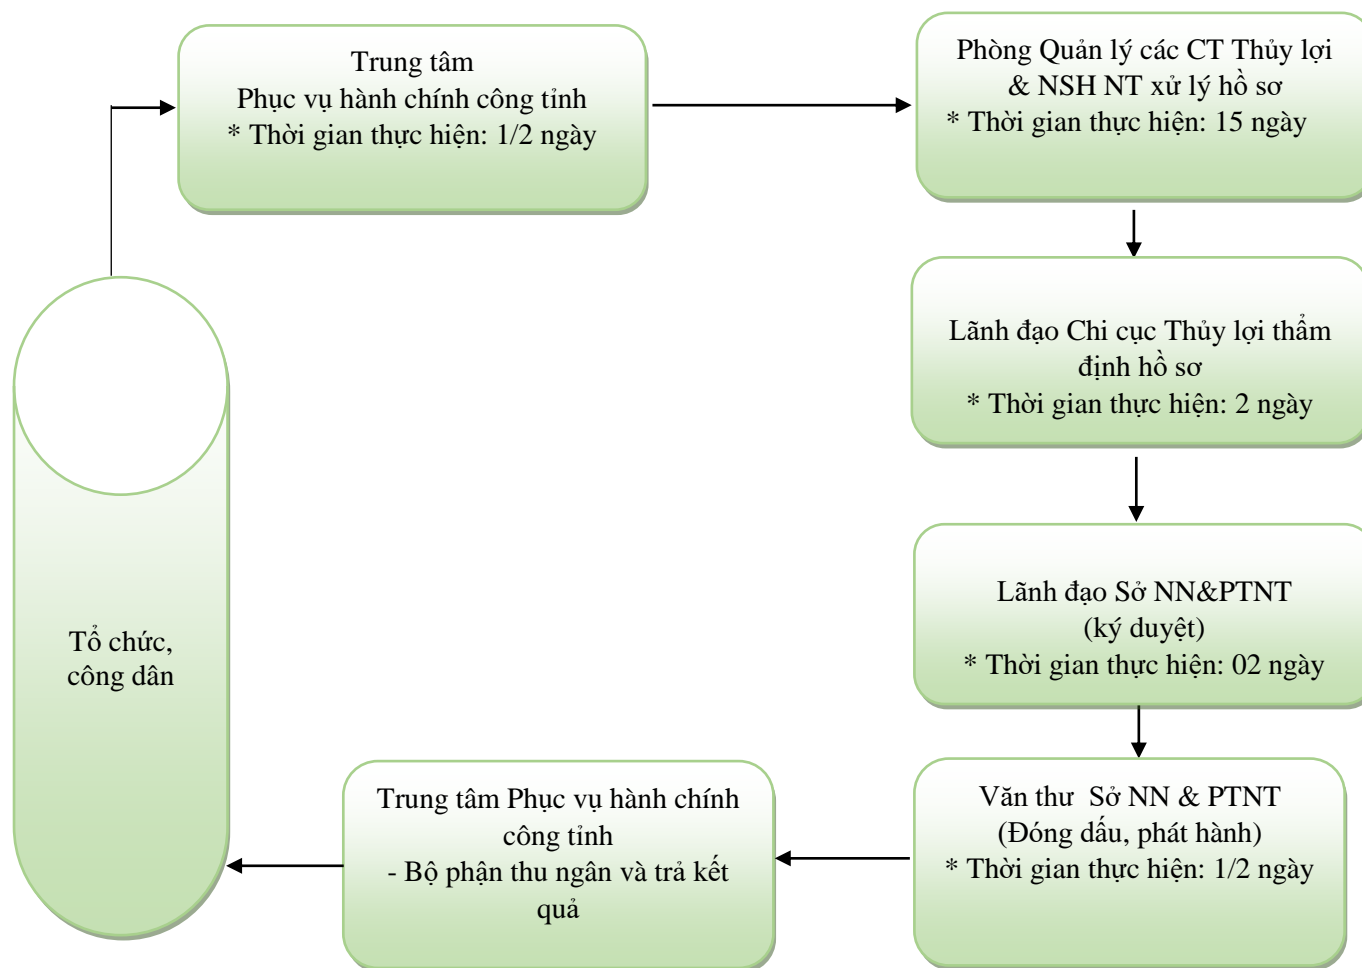 Trung tâm
Phục vụ hành chính công tỉnh
* Thời gian thực hiện: 1/2 ngày
Phòng Quản lý các CT Thủy lợi
& NSH NT xử lý hồ sơ
* Thời gian thực hiện: 15 ngày
Lãnh đạo Chi cục Thủy lợi thẩm
định hồ sơ
* Thời gian thực hiện: 2 ngày
Lãnh đạo Sở NN&PTNT
(ký duyệt)
* Thời gian thực hiện: 02 ngày
Văn thư Sở NN & PTNT
(Đóng dấu, phát hành)
* Thời gian thực hiện: 1/2 ngày
Trung tâm Phục vụ hành chính
công tỉnh
- Bộ phận thu ngân và trả kết
quả
Tổ chức,
công dân